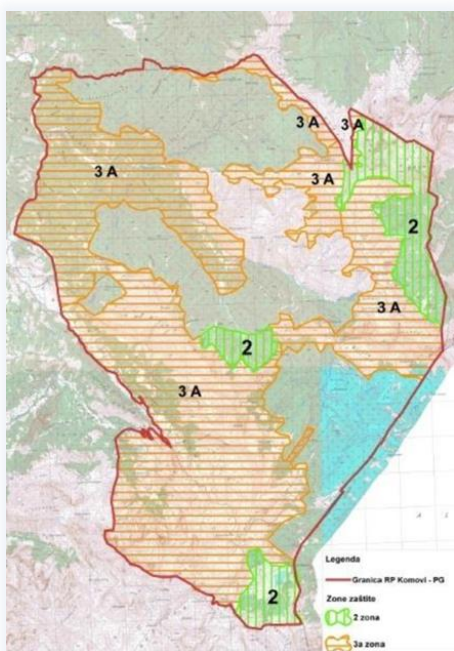 3 A
3 A
3 A
3 A
2
3 A
2
3 A
2
Legenda
Granica RP Komovi - PG
Zone zaštite
2 zona
3a zona